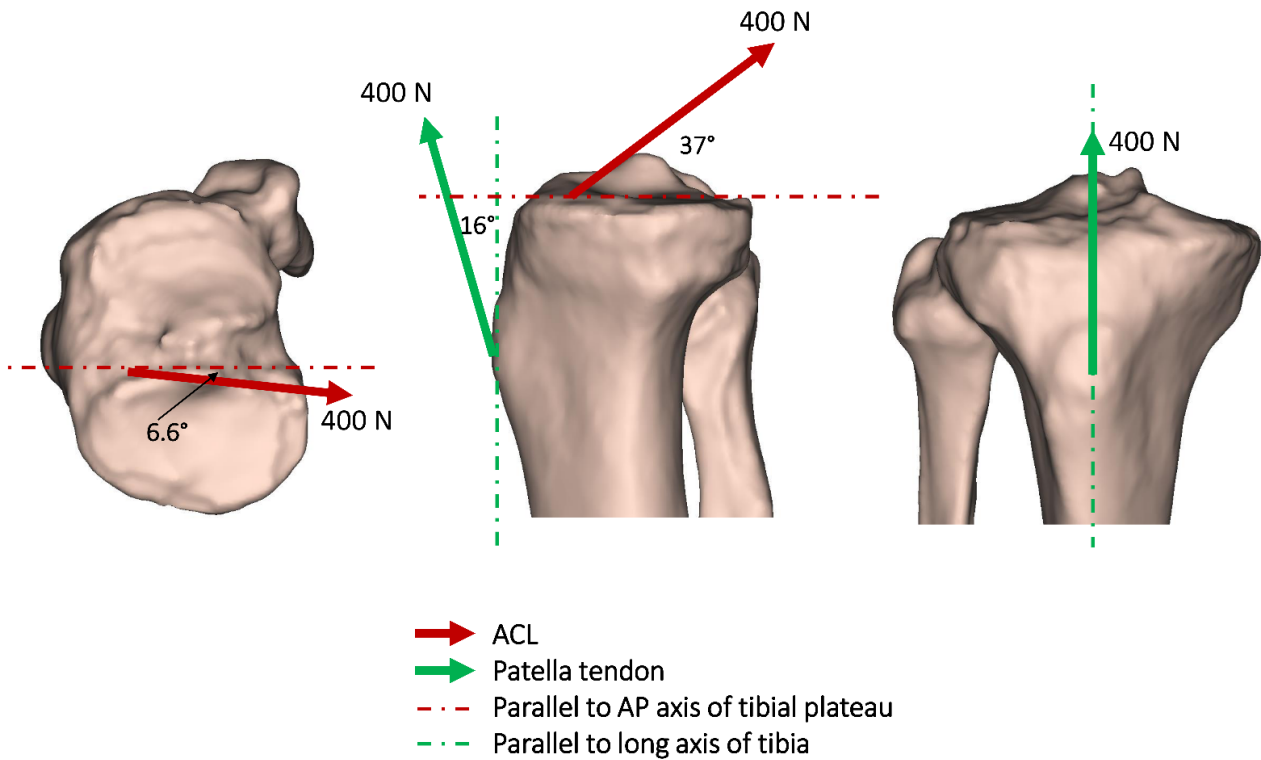 400 N
400 N
37°
400 N
16°
400 N
6.6°
ACL
Patella tendon
Parallel to AP axis of tibial plateau
Parallel to long axis of tibia